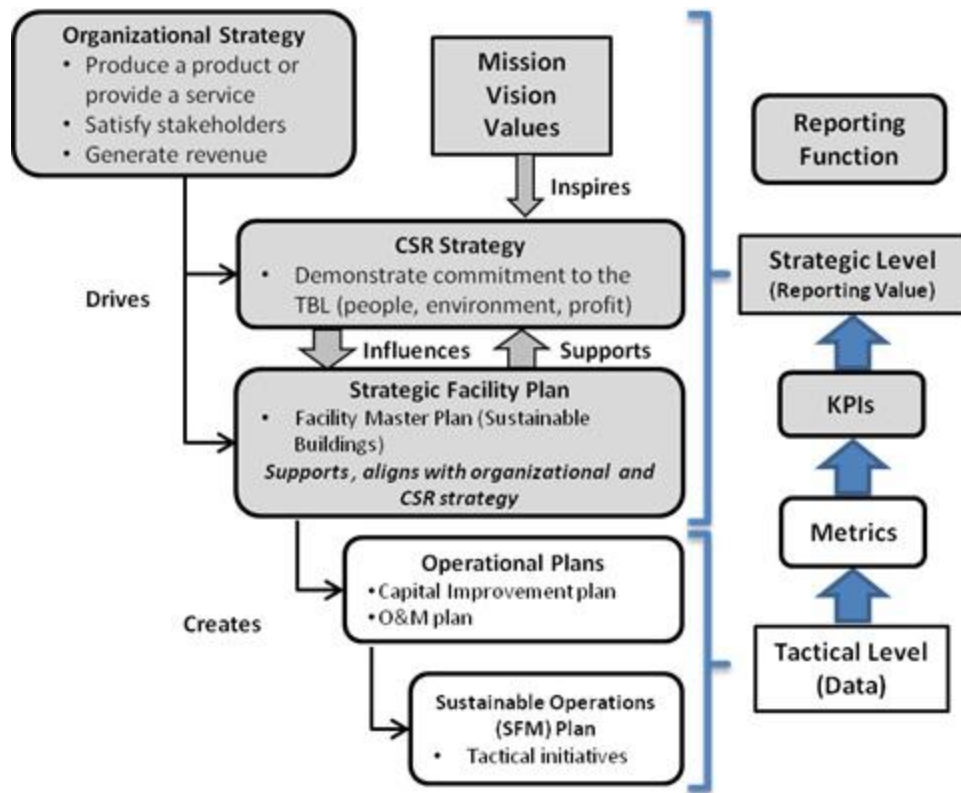 Organizational Strategy
• Produce a product or
provide a service
• Satisfy stakeholders
• Generate revenue
Mission
Vision
Values
Reporting
Function
Inspires
CSR Strategy
• Demonstrate commitment to the
TBL (people, environment, profit)
Strategic Level
(Reporting Value)
Drives
Influences
Supports
Strategic Facility Plan
• Facility Master Plan (Sustainable
Buildings)
Supports , aligns with organizational and
CSR strategy
KPIs
Metrics
Operational Plans
• Capital Improvement plan
• O&M plan
Creates
Tactical Level
(Data)
Sustainable Operations
(SFM) Plan
• Tactical initiatives